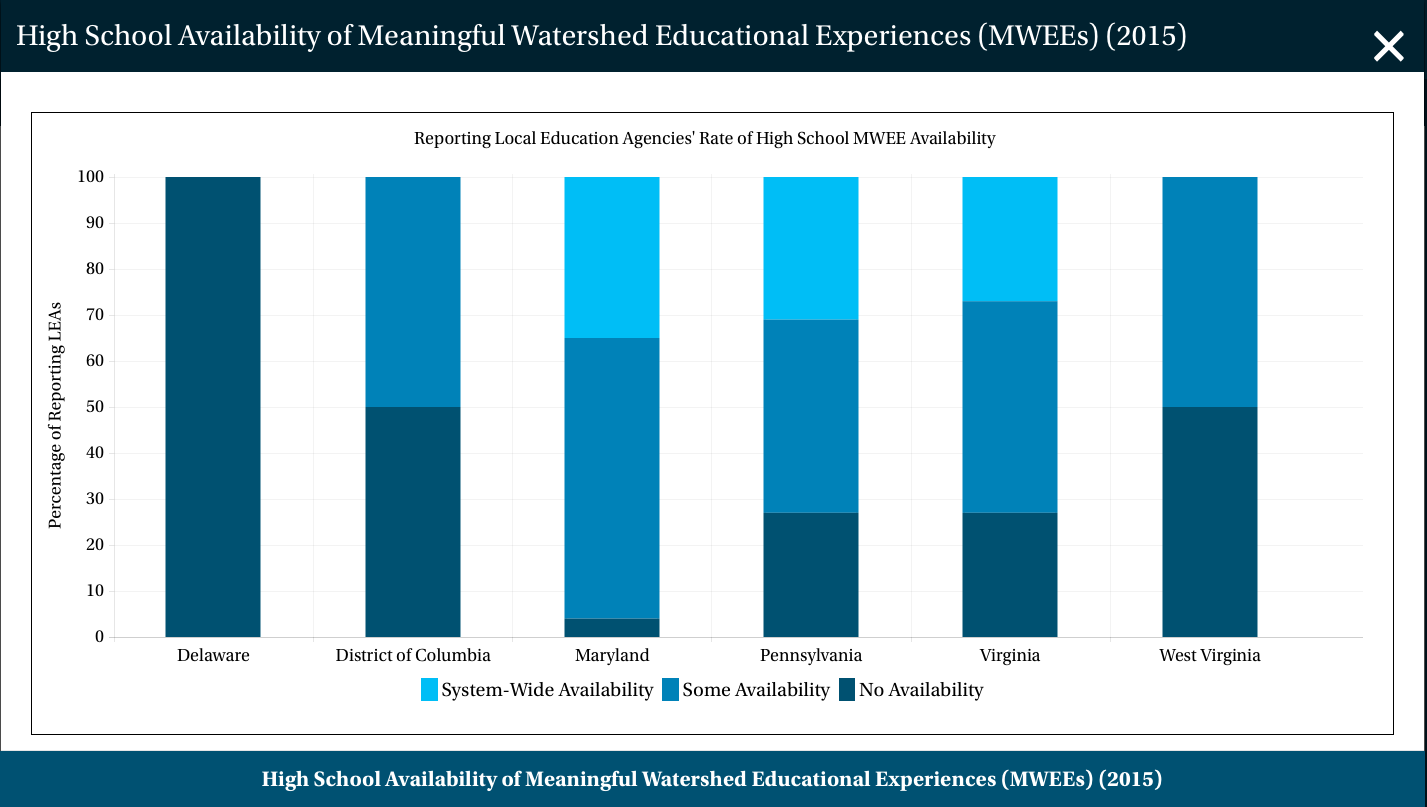 High School Availability of Meaningful Watershed Educational Experiences (MWEEs) (2015)
Reporting Local Education Agencies' Rate of High School MWEE Availability
Percentage of Reporting LEAs
100
90
80
70
60
50
40
30
20
10
0
Delaware District of Columbia Maryland Pennsylvania Virginia West Virginia
System-Wide Availability Some Availability No Availability
High School Availability of Meaningful Watershed Educational Experiences (MWEEs) (2015)